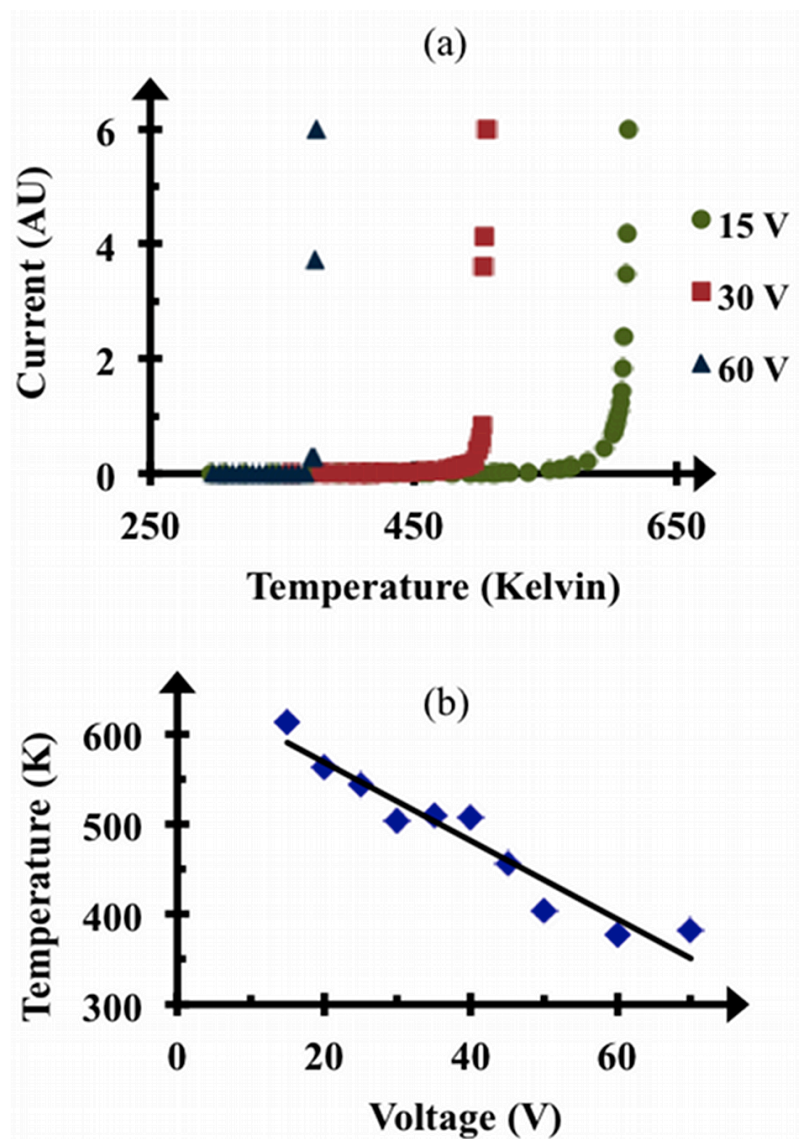 (a)
Current (AU)
6
4
2
0
250
450
650
Temperature (Kelvin)
15 V
30 V
60 V
(b)
Temperature (K)
600
500
400
300
0
20
40
60
Voltage (V)